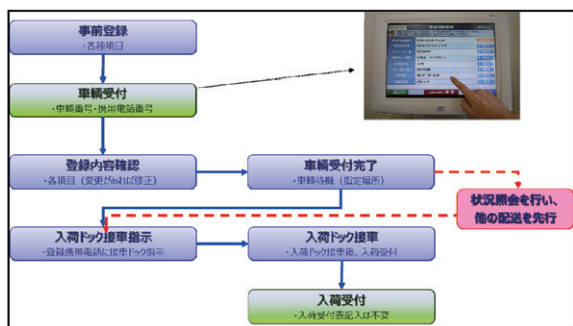 事前登録
・各種項目
車輌受付
・車輌番号・携帯電話番号
登録内容確認
・各項目（変更があれば修正）
車輌受付完了
・車輌待機（指定場所）
状況照会を行い、
他の配送を先行
入荷ドック接車指示
・登録携帯電話に接車ドック指示
入荷ドック接車
・入荷ドック接車後、入荷受付
入荷受付
・入荷受付表記入は不要